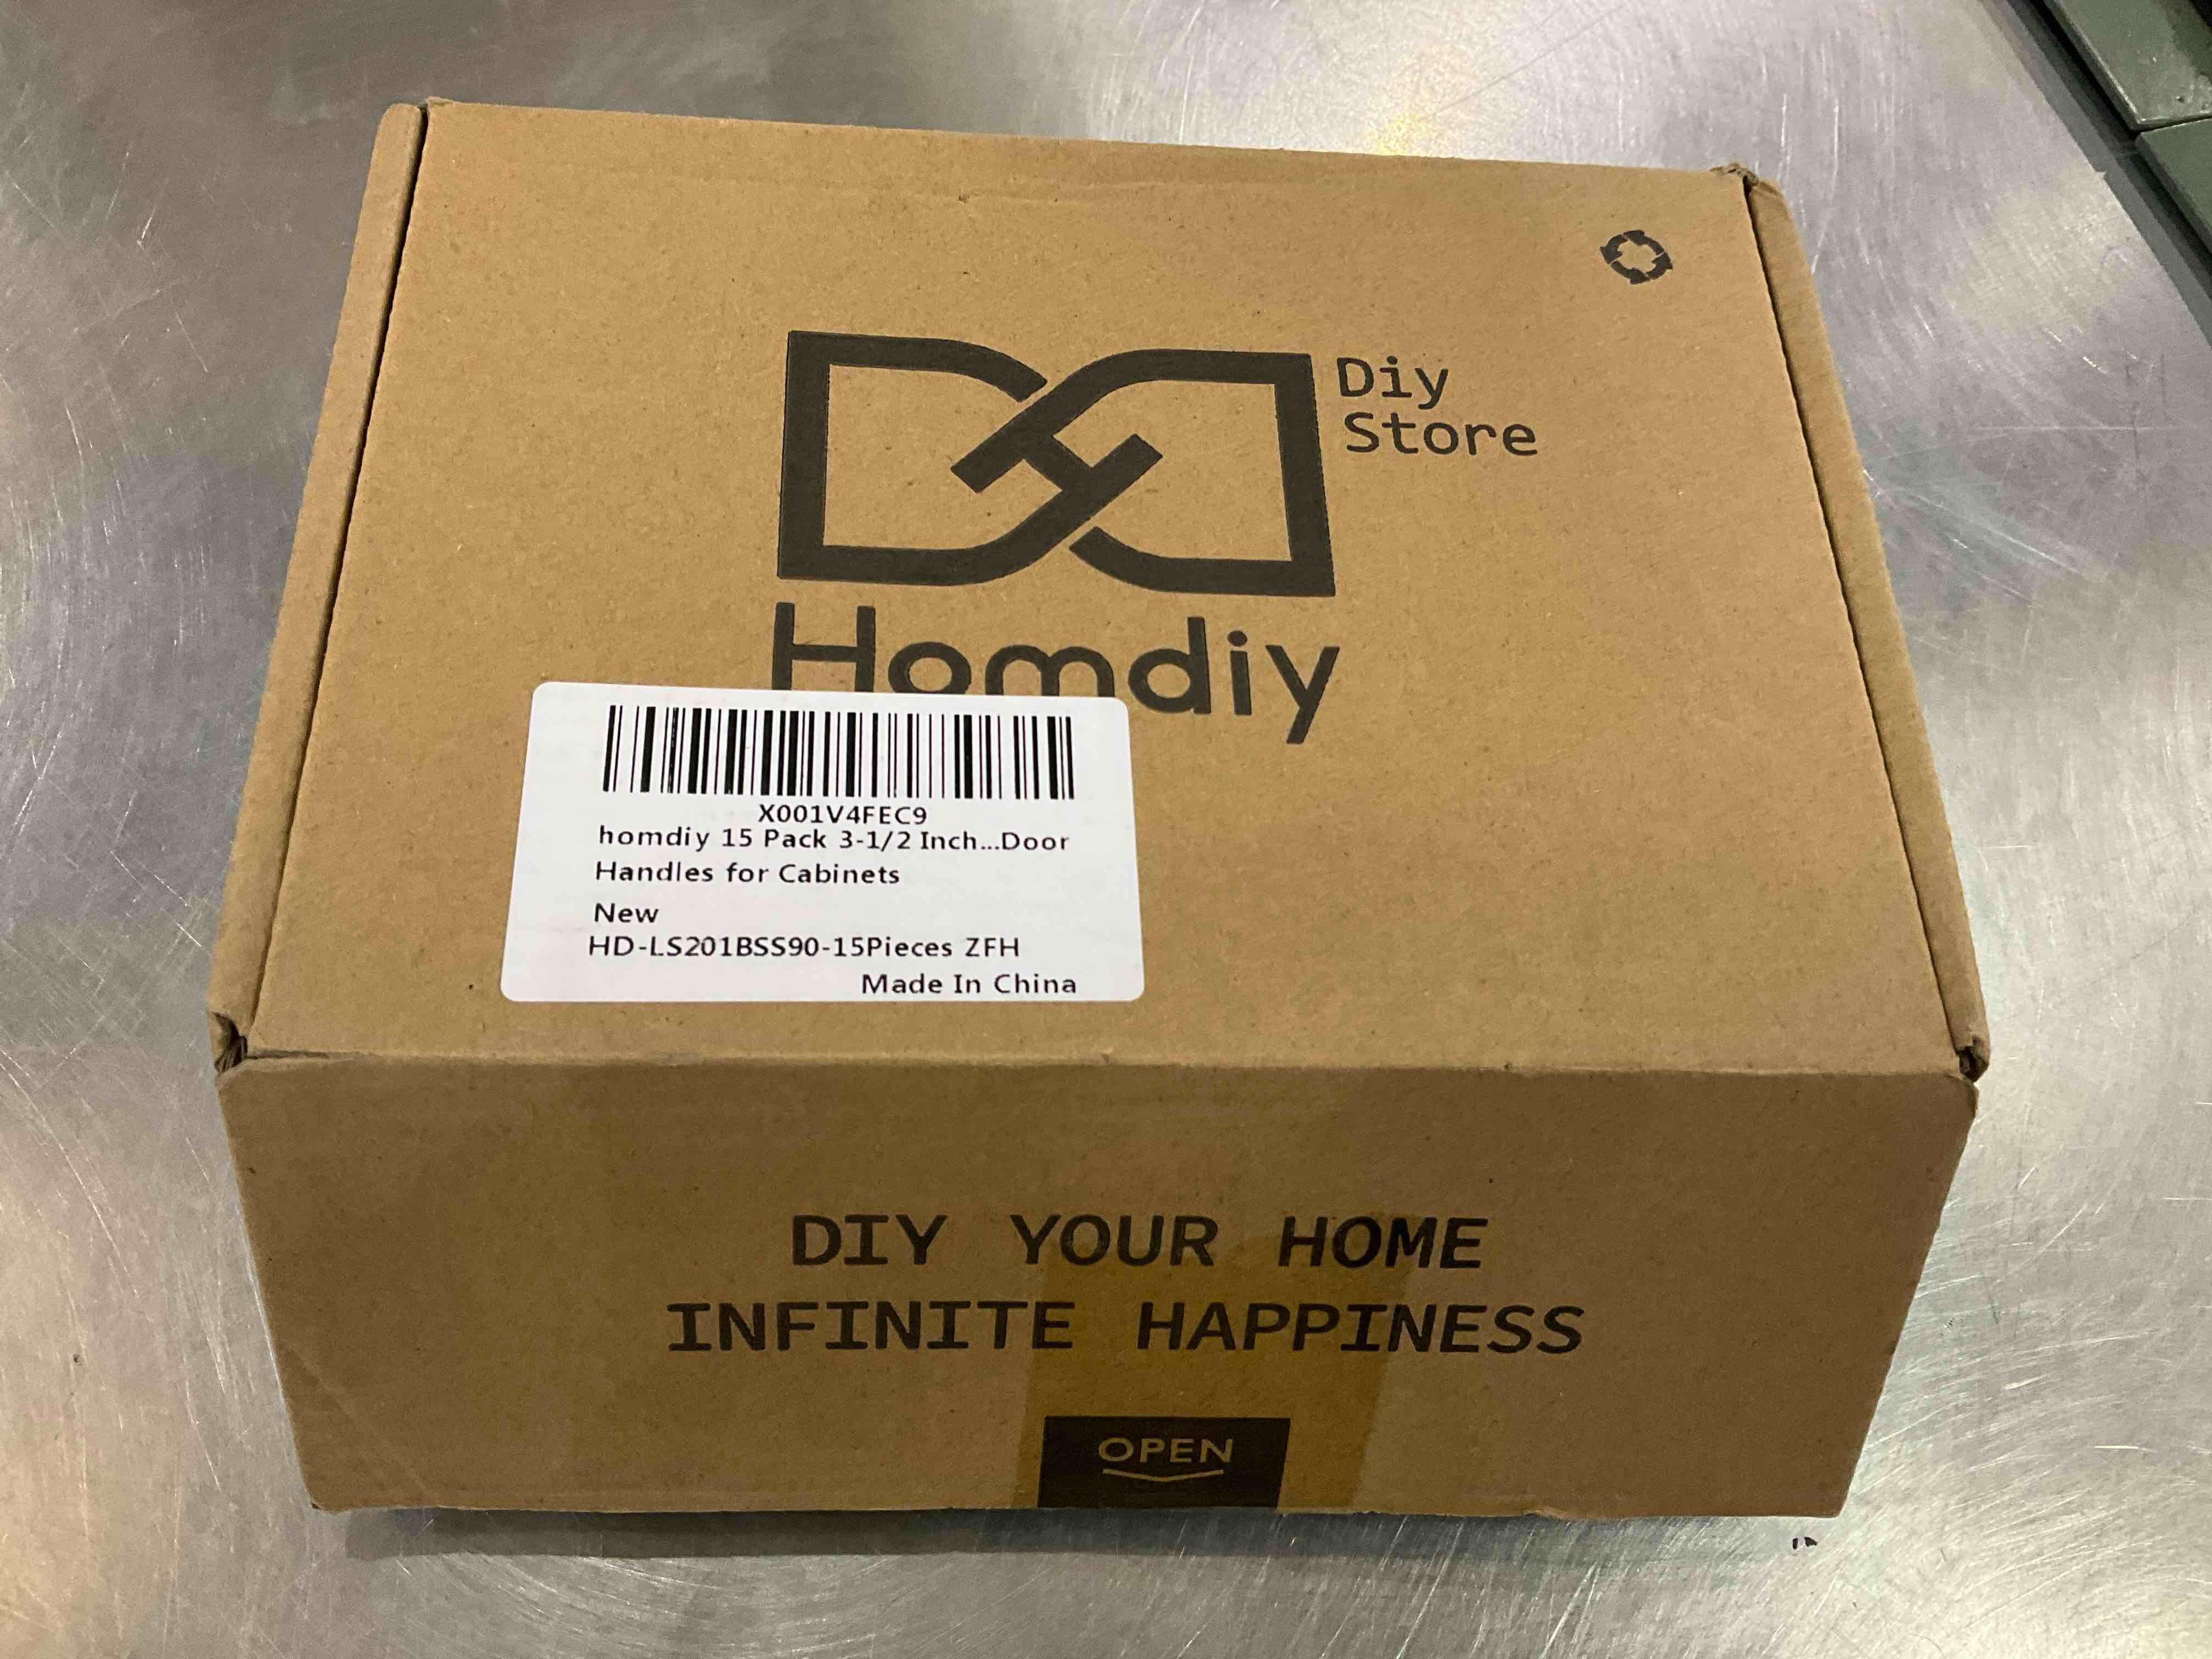 Diy
Store
Homdiy
X001V4FEC9
homdiy 15 Pack 3-1/2 Inch...Door
Handles for Cabinets
New
HD-LS201BSS90-15Pieces ZFH
Made In China
DIY YOUR HOME
INFINITE HAPPINESS
OPEN